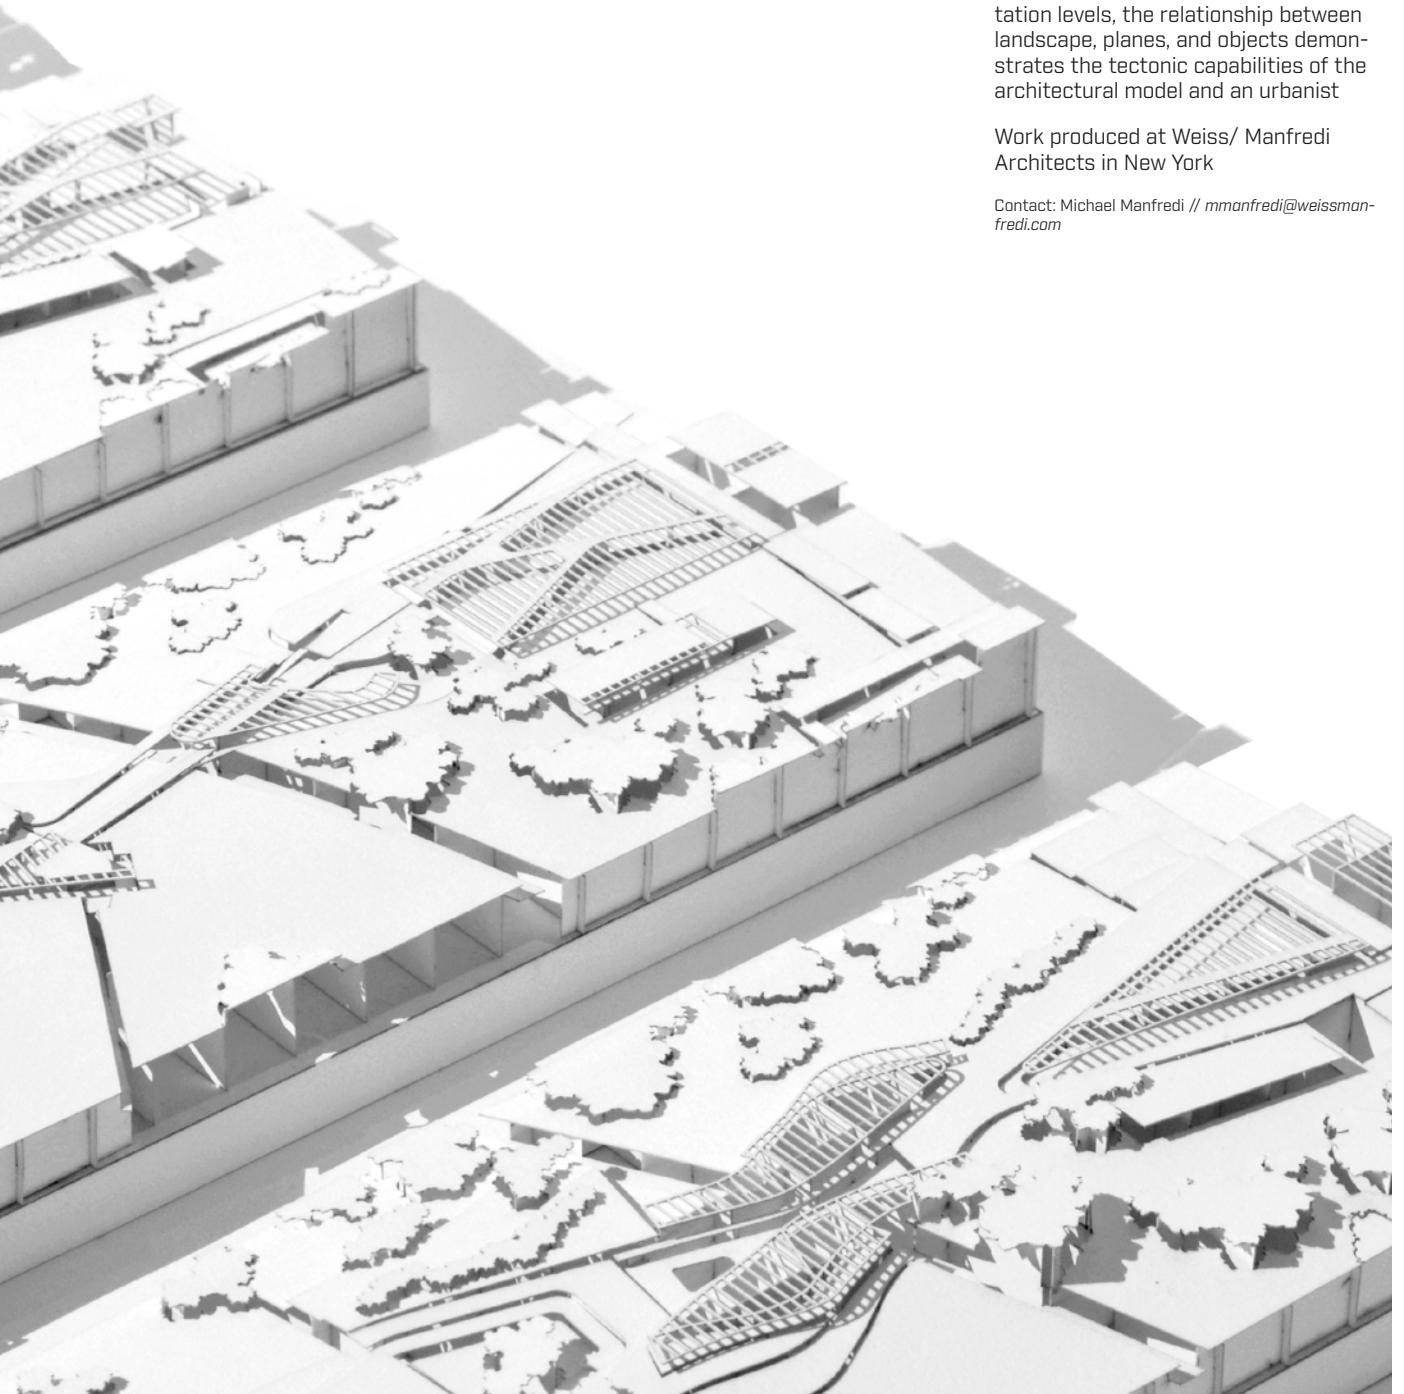 tation levels, the relationship between
landscape, planes, and objects demon-
strates the tectonic capabilities of the
architectural model and an urbanist
Work produced at Weiss/ Manfredi
Architects in New York
Contact: Michael Manfredi // mmanfredi@weissman-
fredi.com